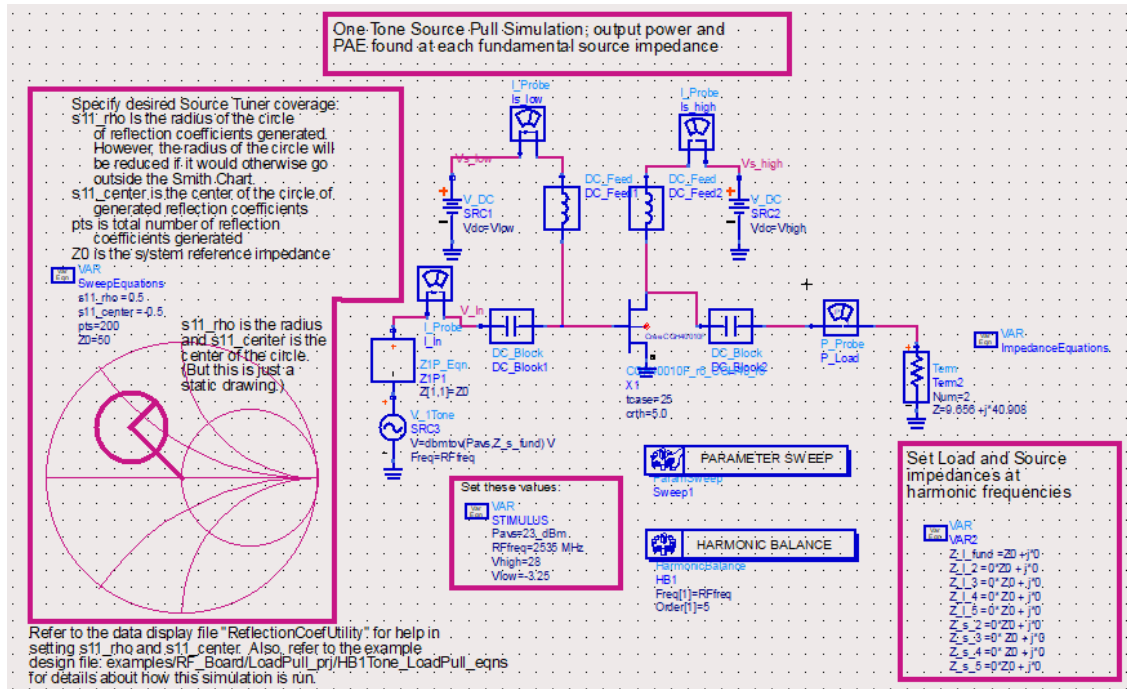 One Tone Source Pull Simulation; output power and
PAE found at each fundamental source impedance
Specify desired Source Tuner coverage:
s11_rho Is the radius of the circle
of reflection coefficients generated.
However, the radius of the circle will
be reduced if it would otherwise go
outside the Smith Chart.
s11_center is the center of the circle of
generated reflection coefficients
pts is total number of reflection
coefficients generated
Z0 is the system reference impedance
Var
Eqn
VAR
SweepEquations
s11_rho =0.5
s11_center =-0.5
pts=200
Z0=50
s11_rho is the radius
and s11_center is the
center of the circle.
(But this is just a
static drawing.)
I_Probe
Is_low
Vs_low
V_DC
SRC1
Vdc=Vlow
DC_Feed
DC_Feed1
I_Probe
Is_high
Vs_high
DC_Feed
DC_Feed2
V_DC
SRC2
Vdc=Vhigh
V_In
I_Probe
I_In
DC_Block
DC_Block1
Z1P_Eqn
Z1P1
Z[1,1]=Z0
V_1Tone
SRC3
V=dbmtov(Pavs,Z_s_fund) V
Freq=RFfreq
X1
tcase=25
crth=5.0
DC_Block
DC_Block2
P_Probe
P_Load
Term
Term2
Num=2
Z=9.656 +j*40.908
Var
Eqn
VAR
ImpedanceEquations
Set these values:
Var
Eqn
VAR
STIMULUS
Pavs=23_dBm
RFfreq=2535 MHz
Vhigh=28
Vlow=-3.25
PARAMETER SWEEP
ParamSweep
Sweep1
HARMONIC BALANCE
HarmonicBalance
HB1
Freq[1]=RFfreq
Order[1]=5
Set Load and Source
impedances at
harmonic frequencies
Var
Eqn
VAR
VAR2
Z_l_fund =Z0 +j*0
Z_l_2 =0*Z0 + j*0
Z_l_3 =0* Z0 + j*0
Z_l_4 =0*Z0 + j*0
Z_l_5 =0*Z0 + j*0
Z_s_2 =0*Z0 + j*0
Z_s_3 =0* Z0 + j*0
Z_s_4 =0* Z0 + j*0
Z_s_5 =0*Z0 + j*0
Refer to the data display file "ReflectionCoefUtility" for help in
setting s11_rho and s11_center. Also, refer to the example
design file: examples/RF_Board/LoadPull_prj/HB1Tone_LoadPull_eqns
for details about how this simulation is run.